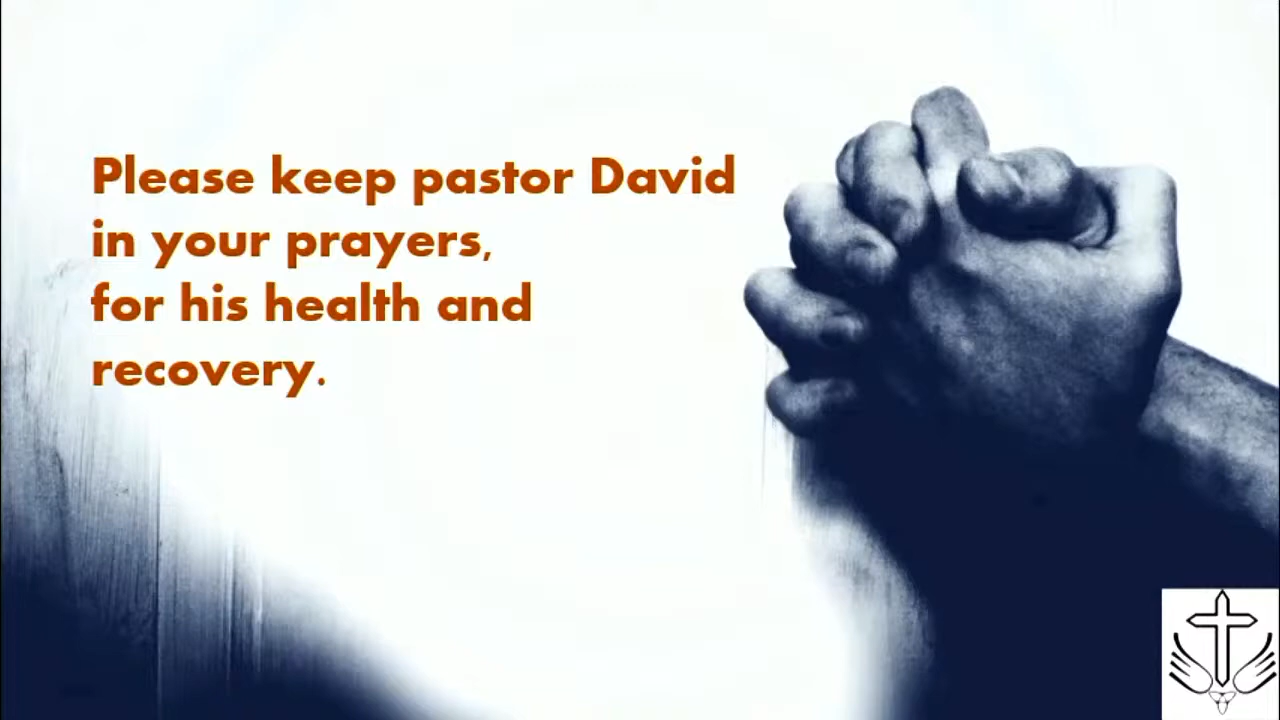 Please keep pastor David
in your prayers,
for his health and
recovery.